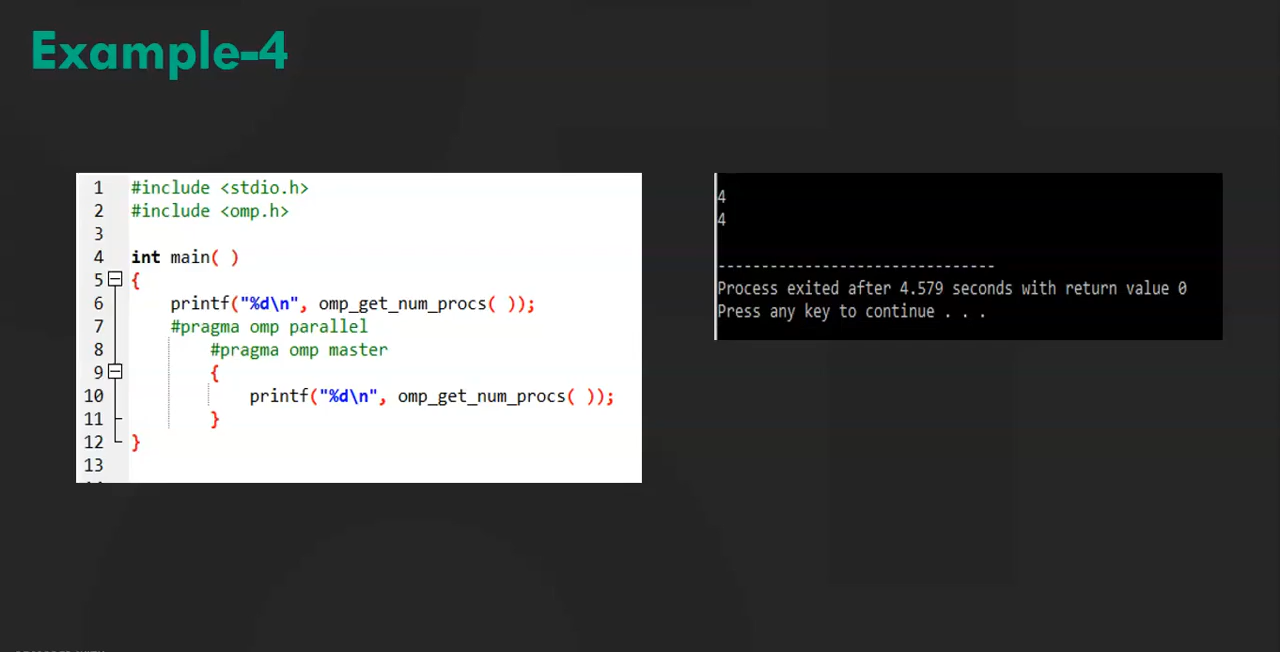 Example-4
1 #include <stdio.h>
2 #include <omp.h>
3
4 int main( )
5 {
6 printf("%d\n", omp_get_num_procs( ));
7 #pragma omp parallel
8 #pragma omp master
9 {
10 printf("%d\n", omp_get_num_procs( ));
11 }
12 }
13
4
4
--------------------------------
Process exited after 4.579 seconds with return value 0
Press any key to continue . . .